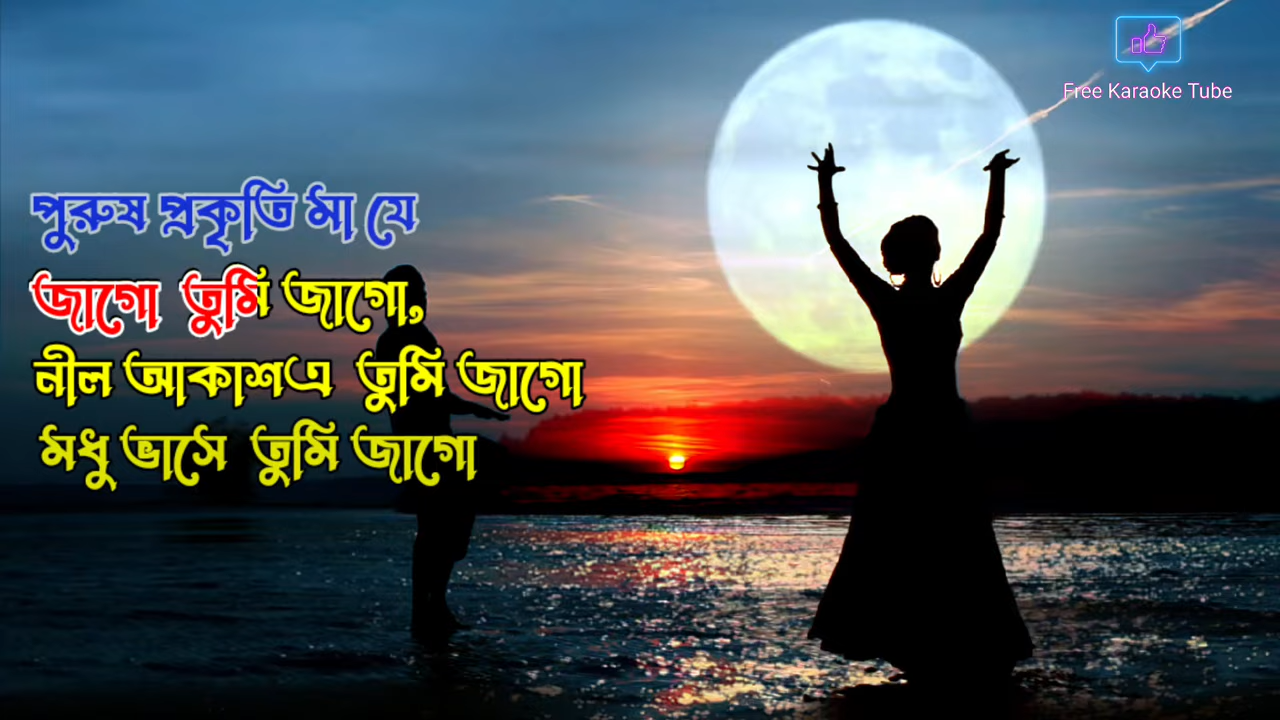 Free Karaoke Tube
পুরুষ প্রকৃতি মা যে
জাগো তুমি জাগো,
নীল আকাশএ তুমি জাগো
মধু ভাসে তুমি জাগো